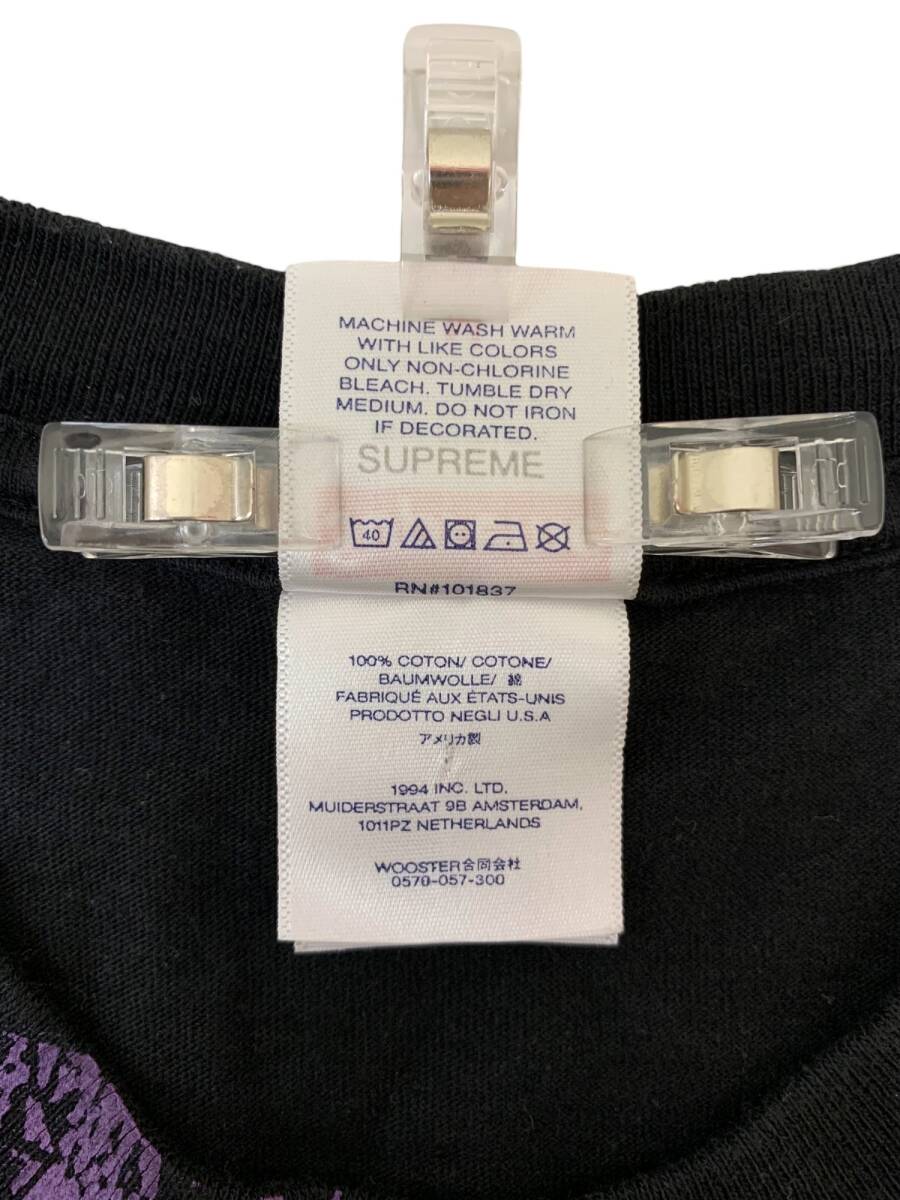 MACHINE WASH WARM
WITH LIKE COLORS
ONLY NON-CHLORINE
BLEACH. TUMBLE DRY
MEDIUM. DO NOT IRON
IF DECORATED.
SUPREME
40
RN#101837
100% COTON/ COTONE/
BAUMWOLLE/ 綿
FABRIQUÉ AUX ÉTATS-UNIS
PRODOTTO NEGLI U.S.A
アメリカ製
1994 INC. LTD.
MUIDERSTRAAT 9B AMSTERDAM,
1011PZ NETHERLANDS
WOOSTER合同会社
0570-057-300